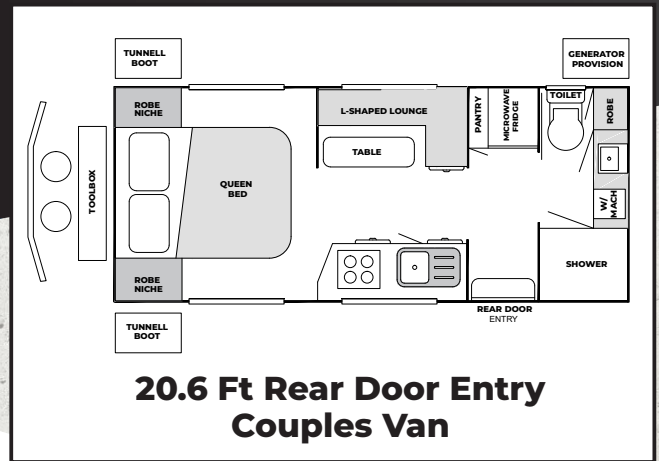 TUNNELL
BOOT
GENERATOR
PROVISION
ROBE
NICHE
L-SHAPED LOUNGE
PANTRY
MICROWAVE
FRIDGE
TOILET
ROBE
TABLE
TOOLBOX
QUEEN
BED
W/
MACH
ROBE
NICHE
SHOWER
REAR DOOR
ENTRY
TUNNELL
BOOT
20.6 Ft Rear Door Entry
Couples Van